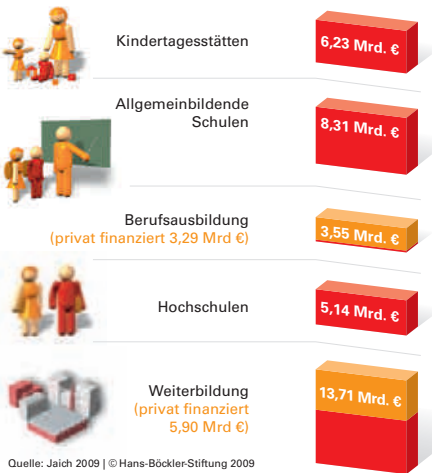 Kindertagesstätten
6,23 Mrd. €
Allgemeinbildende
Schulen
8,31 Mrd. €
Berufsausbildung
(privat finanziert 3,29 Mrd €)
3,55 Mrd. €
Hochschulen
5,14 Mrd. €
Weiterbildung
(privat finanziert
5,90 Mrd €)
13,71 Mrd. €
Quelle: Jaich 2009 | © Hans-Böckler-Stiftung 2009